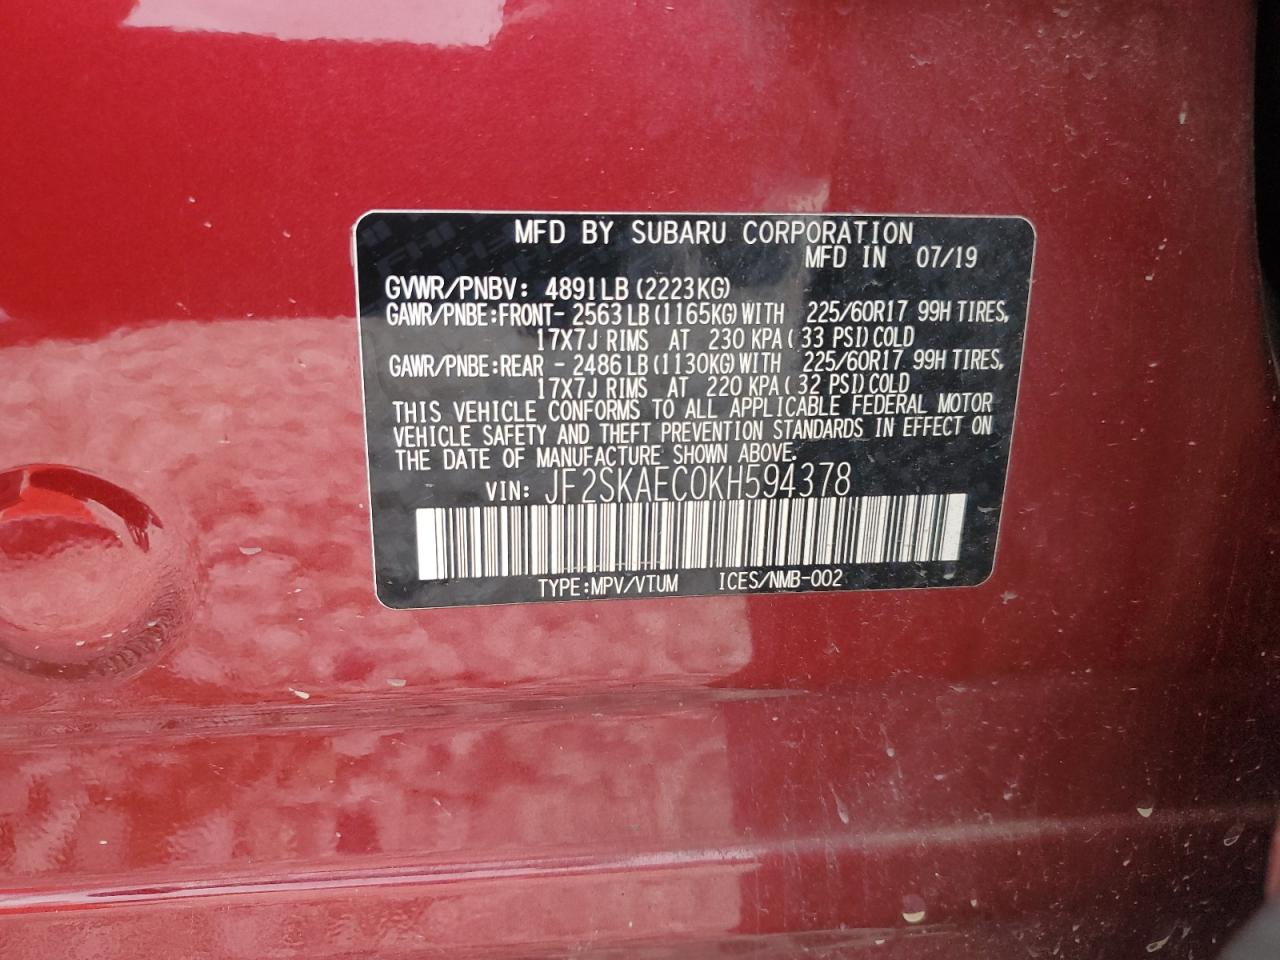 MFD BY SUBARU CORPORATION
MFD IN 07/19
GVWR/PNBV: 4891LB (2223KG)
GAWR/PNBE:FRONT- 2563LB (1165KG) WITH 225/60R17 99H TIRES,
17X7J RIMS AT 230 KPA ( 33 PSI) COLD
GAWR/PNBE:REAR - 2486LB (1130KG) WITH 225/60R17 99H TIRES,
17X7J RIMS AT 220 KPA ( 32 PSI) COLD
THIS VEHICLE CONFORMS TO ALL APPLICABLE FEDERAL MOTOR
VEHICLE SAFETY AND THEFT PREVENTION STANDARDS IN EFFECT ON
THE DATE OF MANUFACTURE SHOWN ABOVE.
VIN: JF2SKAEC0KH594378
TYPE:MPV/VTUM ICES/NMB-002